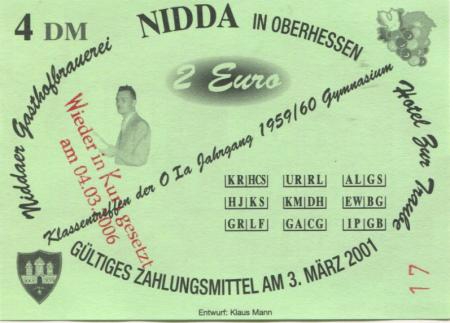 4 DM
NIDDA IN OBERHESSEN
Niddaer Gasthofbrauerei
2 Euro
Hotel Zur Traube
Wieder in Kurs gesetzt
am 04.03.2006
Klassentreffen der O Ia Jahrgang 1959/60 Gymnasium
KR|HCS UR|RL AL|GS
HJ|KS KM|DH EW|BG
GR|LF GA|CG IP|GB
GÜLTIGES ZAHLUNGSMITTEL AM 3. MÄRZ 2001
17
Entwurf: Klaus Mann